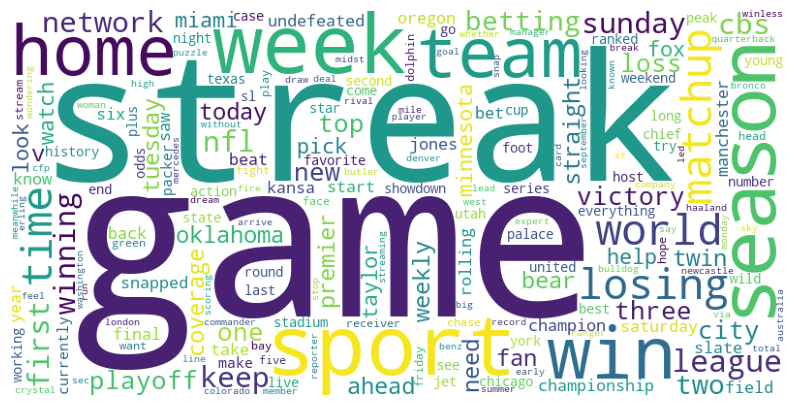 streak
game
season
win
sport
week
home
team
time
world
losing
winning
first
matchup
network
miami
undefeated
oregon
betting
sunday
cbs
case
night
puzzle
texas
play
second
go
ranked
peak
winless
whether
manager
goal
break
quarterback
fox
loss
weekend
young
dolphin
looking
known
bronco
midst
snap
wondering
woman
stream
high
draw
deal
come
rival
mile
player
without
mercedes
watch
look
v
history
know
tuesday
packer
saw
six
plus
today
sl
star
bet
cup
long
chief
try
head
manchester
september
card
nfl
top
pick
jones
foot
straight
minnesota
denver
favorite
beat
odds
new
kansa
start
showdown
series
victory
host
number
everything
cfp
meanwhile
erling
end
action
fight
fire
butler
lead
st
led
company
haaland
monday
dream
face
west
utah
expert
say
hope
sky
state
arrive
streaming
palace
help
twin
wild
bulldog
newcastle
back
green
oklahoma
coverage
premier
taylor
weekly
rolling
united
bear
three
best
via
australia
washington
feel
run
snapped
round
last
stop
big
champion
saturday
city
total
year
london
commander
one
stadium
receiver
chase
record
york
slate
anger
working
final
take
bay
scoring
reporter
benz
need
fan
league
want
line
make
five
live
friday
see
jet
chicago
early
championship
two
field
currently
crystal
sec
playoff
keep
colorado
member
ahead
summer